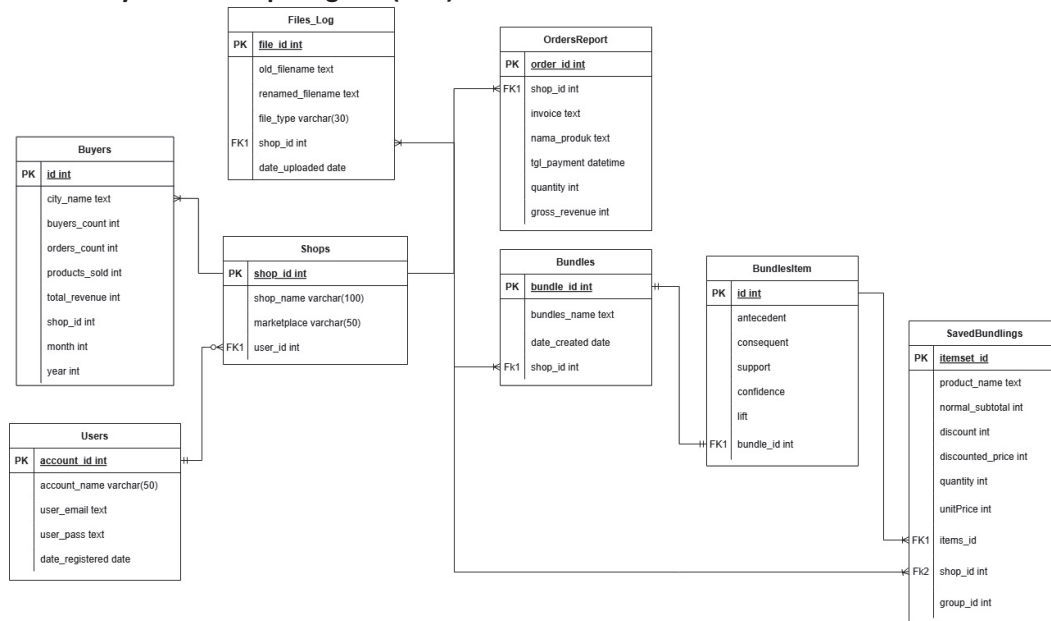 Files_Log
PK file_id int
old_filename text
renamed_filename text
file_type varchar(30)
FK1 shop_id int
date_uploaded date
OrdersReport
PK order_id int
FK1 shop_id int
invoice text
nama_produk text
tgl_payment datetime
quantity int
gross_revenue int
Buyers
PK id int
city_name text
buyers_count int
orders_count int
products_sold int
total_revenue int
shop_id int
month int
year int
Shops
PK shop_id int
shop_name varchar(100)
marketplace varchar(50)
FK1 user_id int
Bundles
PK bundle_id int
bundles_name text
date_created date
Fk1 shop_id int
BundlesItem
PK id int
antecedent
consequent
support
confidence
lift
FK1 bundle_id int
SavedBundlings
PK itemset_id
product_name text
normal_subtotal int
discount int
discounted_price int
quantity int
unitPrice int
FK1 items_id
Fk2 shop_id int
group_id int
Users
PK account_id int
account_name varchar(50)
user_email text
user_pass text
date_registered date